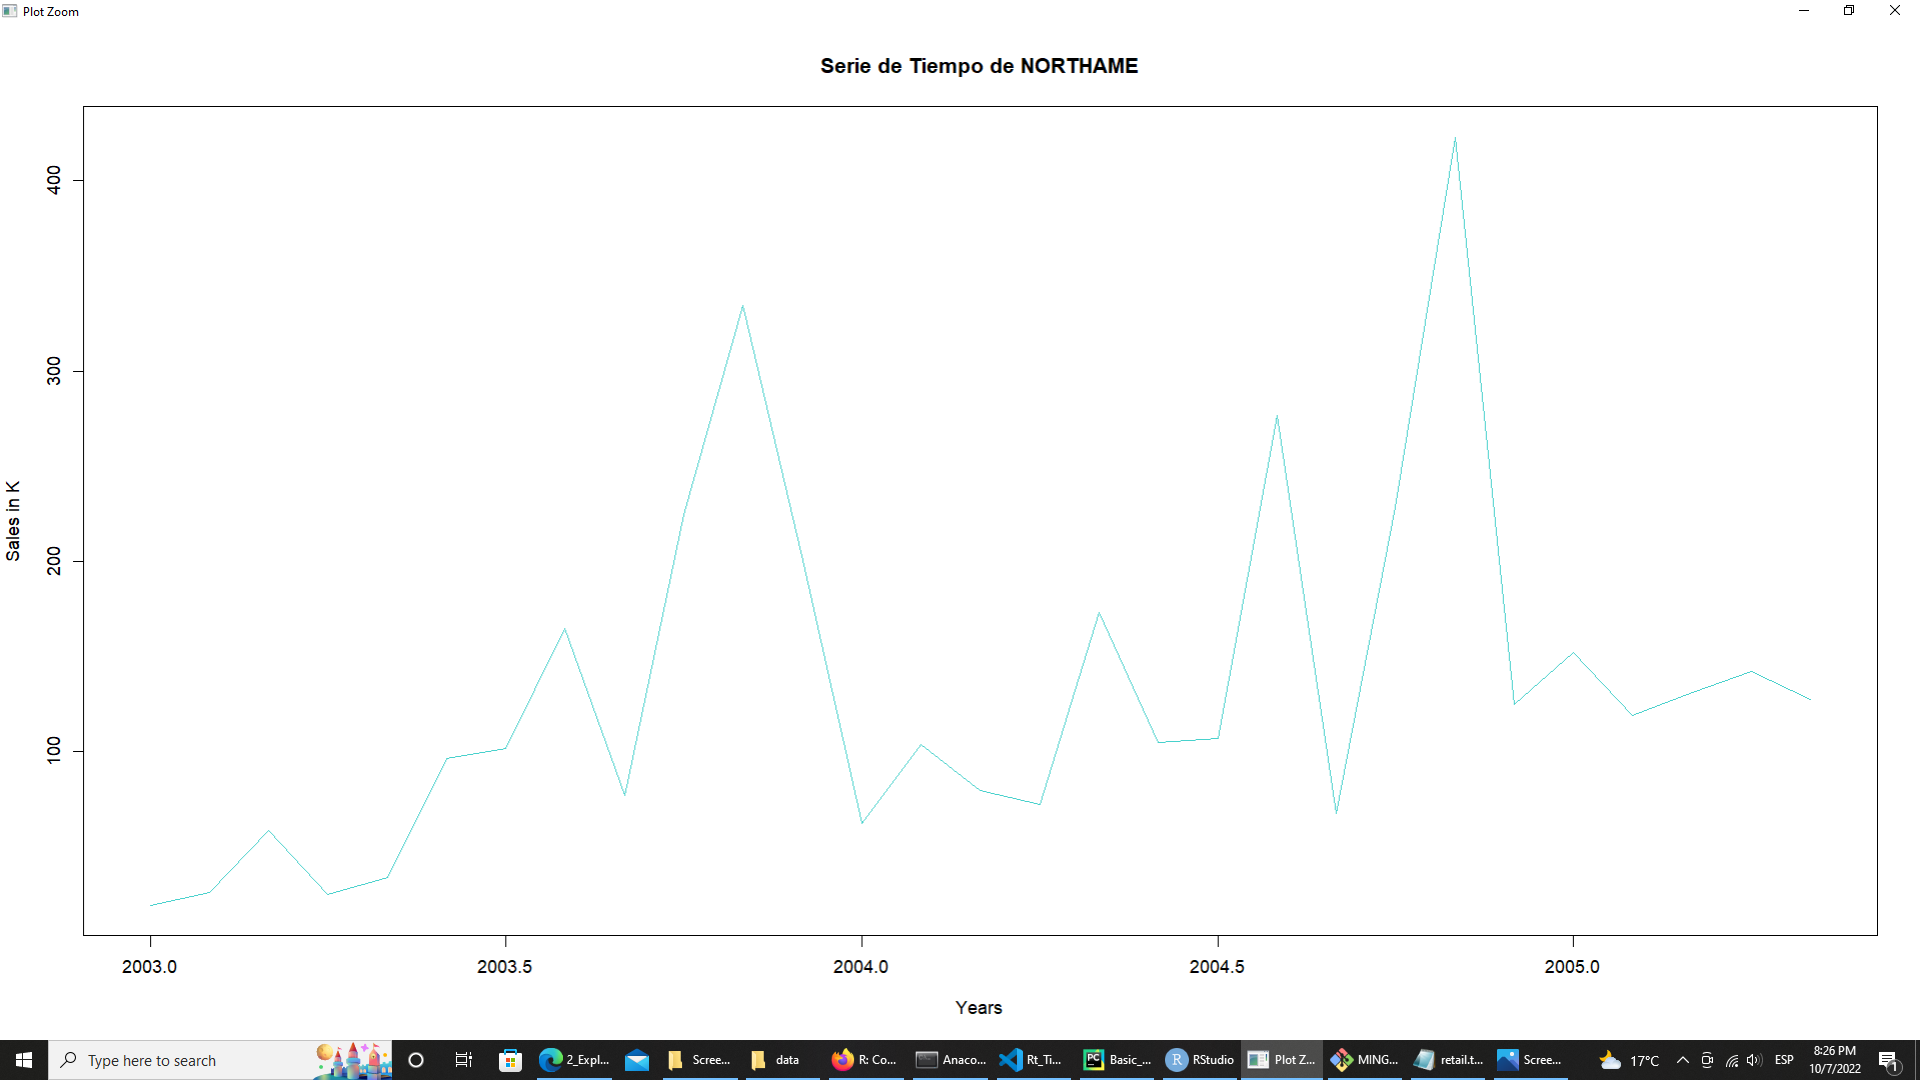 Plot Zoom
Serie de Tiempo de NORTHAME
400
300
200
100
Sales in K
2003.0 2003.5 2004.0 2004.5 2005.0
Years
Type here to search
2_Expl...
Scree...
data
R: Co...
Anaco...
Rt_Ti...
PC
Basic_...
R
RStudio
Plot Z...
MING...
retail.t...
Scree...
17°C
ESP
8:26 PM
10/7/2022
1